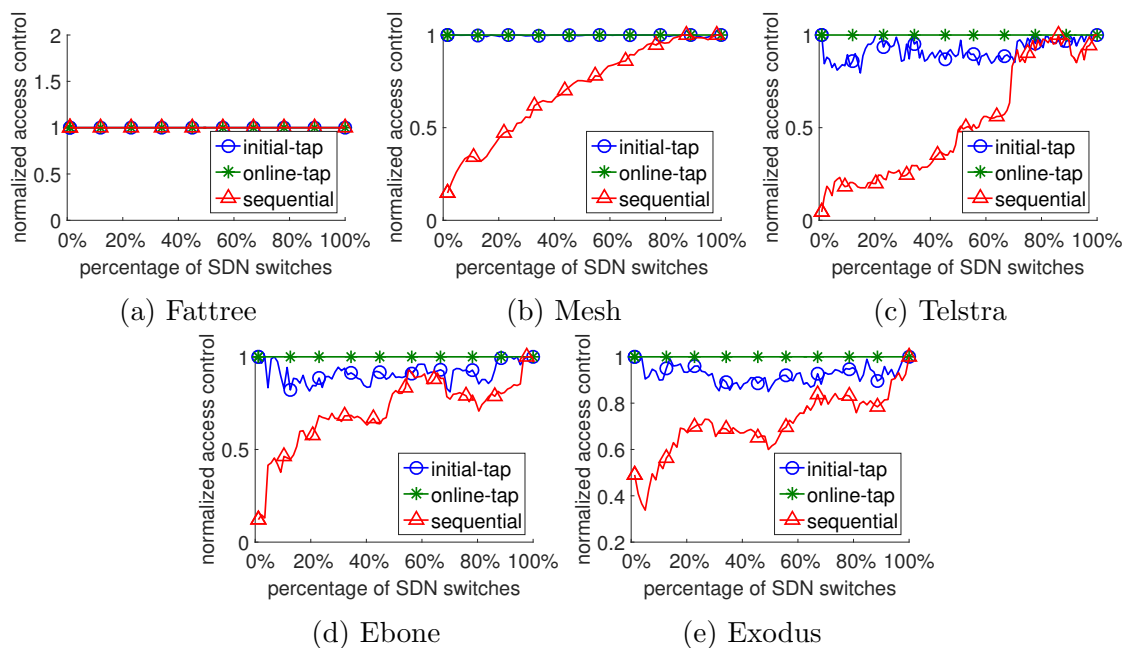 normalized access control
2
1.5
1
0.5
0
initial-tap
online-tap
sequential
0% 20% 40% 60% 80% 100%
percentage of SDN switches
(a) Fattree
normalized access control
1
0.5
0
initial-tap
online-tap
sequential
0% 20% 40% 60% 80% 100%
percentage of SDN switches
(b) Mesh
normalized access control
1
0.5
0
initial-tap
online-tap
sequential
0% 20% 40% 60% 80% 100%
percentage of SDN switches
(c) Telstra
normalized access control
1
0.5
0
initial-tap
online-tap
sequential
0% 20% 40% 60% 80% 100%
percentage of SDN switches
(d) Ebone
normalized access control
1
0.8
0.6
0.4
0.2
initial-tap
online-tap
sequential
0% 20% 40% 60% 80% 100%
percentage of SDN switches
(e) Exodus